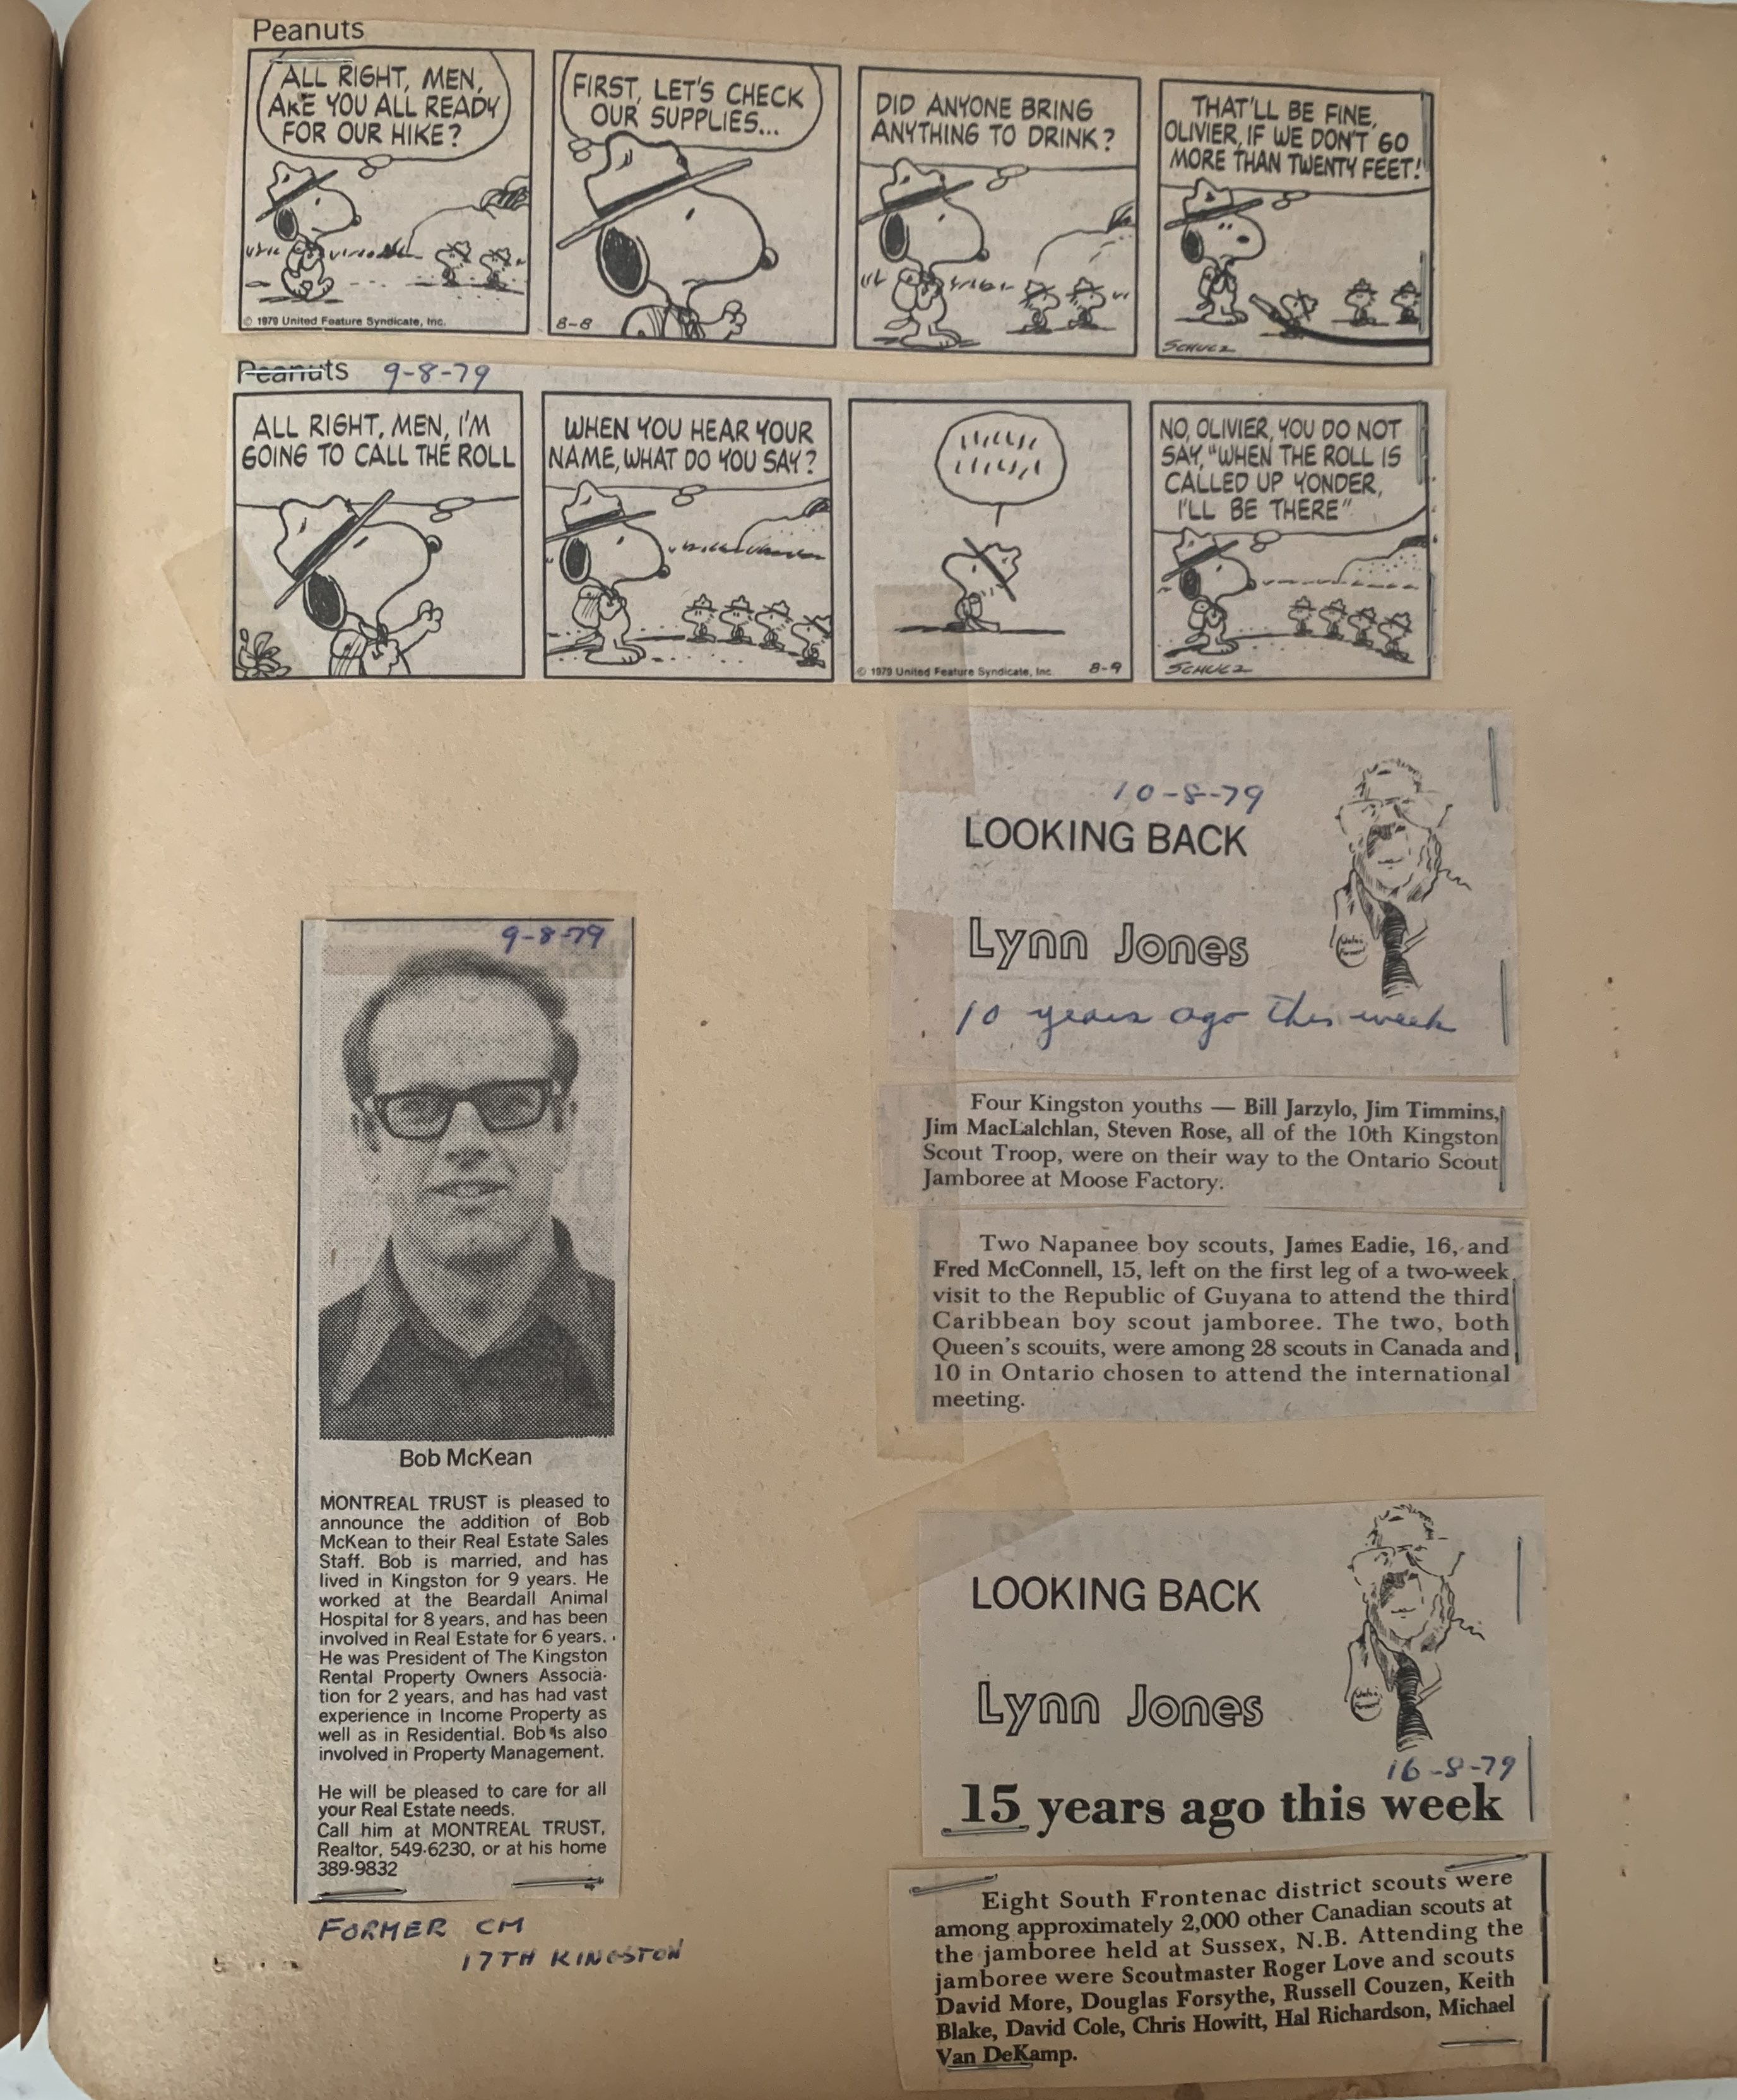 Peanuts
ALL RIGHT, MEN,
ARE YOU ALL READY
FOR OUR HIKE?
FIRST, LET'S CHECK
OUR SUPPLIES...
DID ANYONE BRING
ANYTHING TO DRINK?
THAT'LL BE FINE,
OLIVIER, IF WE DON'T GO
MORE THAN TWENTY FEET!
© 1979 United Feature Syndicate, Inc.
8-8
SCHULZ
Peanuts 9-8-79
ALL RIGHT, MEN, I'M
GOING TO CALL THE ROLL
WHEN YOU HEAR YOUR
NAME, WHAT DO YOU SAY?
NO, OLIVIER, YOU DO NOT
SAY, "WHEN THE ROLL IS
CALLED UP YONDER,
I'LL BE THERE"
© 1979 United Feature Syndicate, Inc.
8-9
SCHULZ
9-8-79
Bob McKean
MONTREAL TRUST is pleased to
announce the addition of Bob
McKean to their Real Estate Sales
Staff. Bob is married, and has
lived in Kingston for 9 years. He
worked at the Beardall Animal
Hospital for 8 years, and has been
involved in Real Estate for 6 years.
He was President of The Kingston
Rental Property Owners Associa-
tion for 2 years, and has had vast
experience in Income Property as
well as in Residential. Bob is also
involved in Property Management.
He will be pleased to care for all
your Real Estate needs.
Call him at MONTREAL TRUST,
Realtor, 549-6230, or at his home
389-9832
FORMER CM
17TH KINGSTON
10-8-79
LOOKING BACK
Lynn Jones
10 years ago this week
Four Kingston youths — Bill Jarzylo, Jim Timmins,
Jim MacLalchlan, Steven Rose, all of the 10th Kingston
Scout Troop, were on their way to the Ontario Scout
Jamboree at Moose Factory.
Two Napanee boy scouts, James Eadie, 16, and
Fred McConnell, 15, left on the first leg of a two-week
visit to the Republic of Guyana to attend the third
Caribbean boy scout jamboree. The two, both
Queen's scouits, were among 28 scouts in Canada and
10 in Ontario chosen to attend the international
meeting.
LOOKING BACK
Lynn Jones
16-8-79
15 years ago this week
Eight South Frontenac district scouts were
among approximately 2,000 other Canadian scouts at
the jamboree held at Sussex, N.B. Attending the
jamboree were Scoutmaster Roger Love and scouts
David More, Douglas Forsythe, Russell Couzen, Keith
Blake, David Cole, Chris Howitt, Hal Richardson, Michael
Van DeKamp.